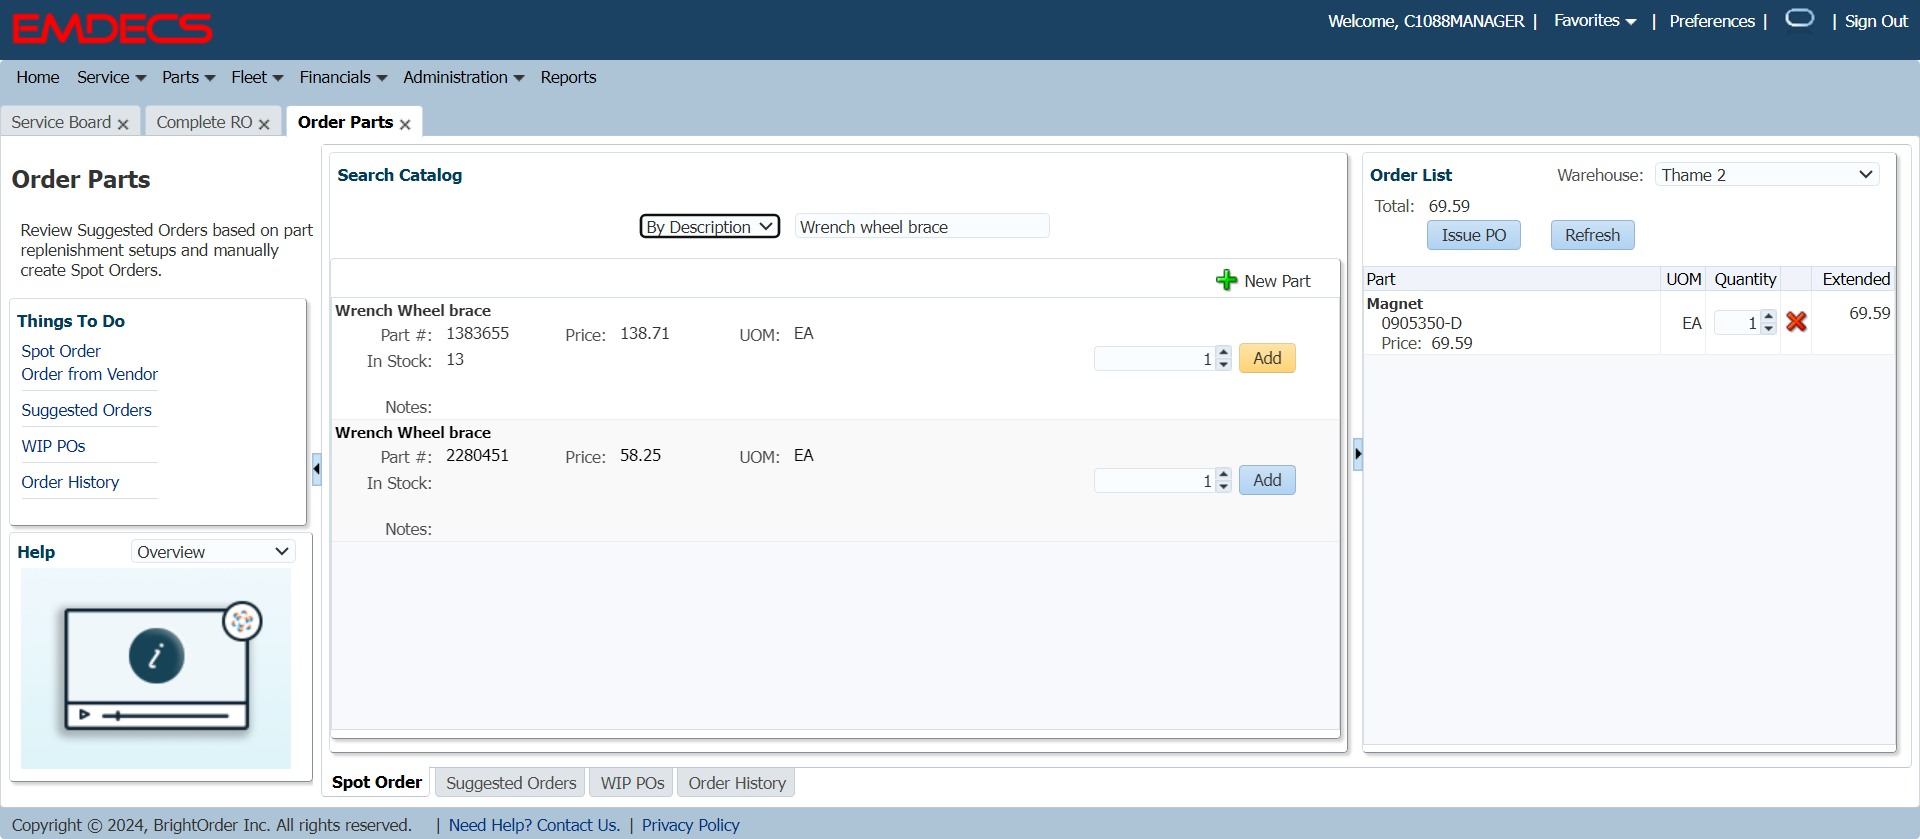 EMDECS
Welcome, C1088MANAGER | Favorites | Preferences | | Sign Out
Home Service Parts Fleet Financials Administration Reports
Service Board Complete RO Order Parts
Order Parts
Review Suggested Orders based on part
replenishment setups and manually
create Spot Orders.
Things To Do
Spot Order
Order from Vendor
Suggested Orders
WIP POs
Order History
Help Overview
i
Search Catalog
By Description Wrench wheel brace
New Part
Wrench Wheel brace
Part #: 1383655 Price: 138.71 UOM: EA
In Stock: 13 1 Add
Notes:
Wrench Wheel brace
Part #: 2280451 Price: 58.25 UOM: EA
In Stock: 1 Add
Notes:
Order List Warehouse: Thame 2
Total: 69.59
Issue PO Refresh
Part UOM Quantity Extended
Magnet
0905350-D EA 1 69.59
Price: 69.59
Spot Order Suggested Orders WIP POs Order History
Copyright © 2024, BrightOrder Inc. All rights reserved. | Need Help? Contact Us. | Privacy Policy